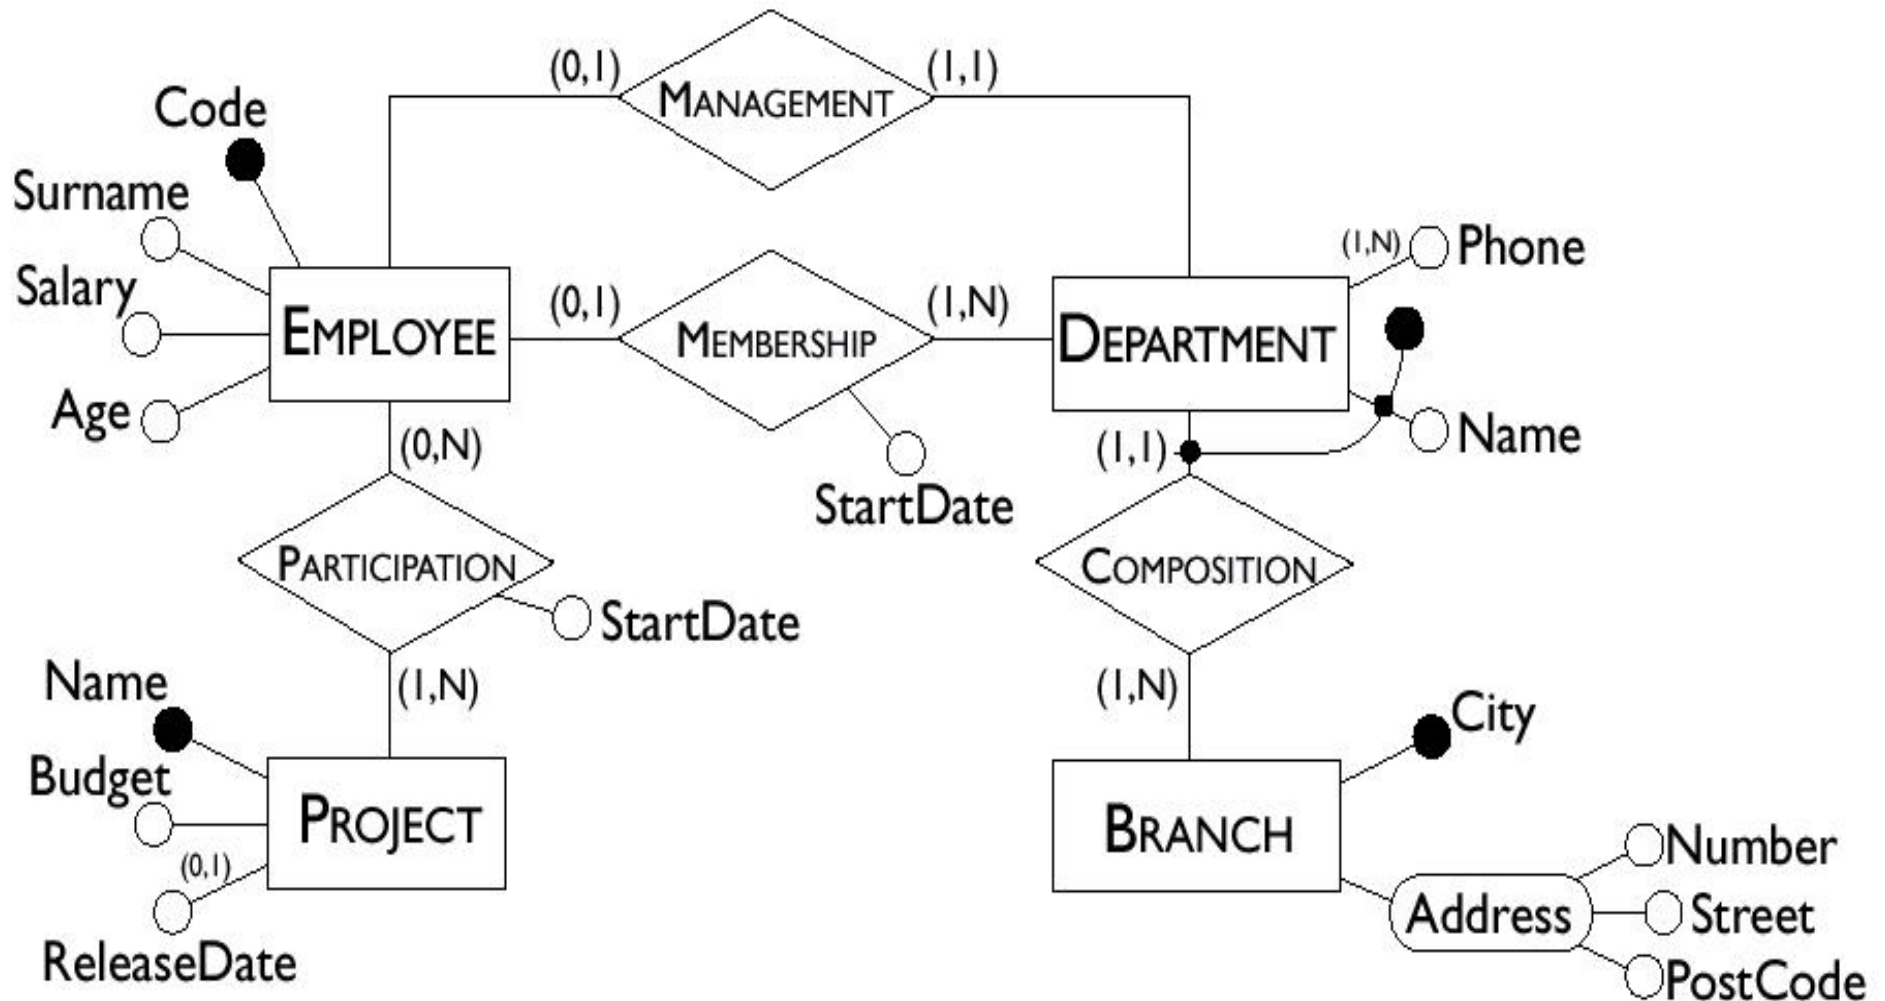 (0,1)
MANAGEMENT
(1,1)
Code
Surname
Salary
Age
EMPLOYEE
(0,1)
MEMBERSHIP
(1,N)
StartDate
DEPARTMENT
(1,N)
Phone
Name
(0,N)
PARTICIPATION
StartDate
(1,N)
(1,1)
COMPOSITION
(1,N)
Name
Budget
(0,1)
ReleaseDate
PROJECT
BRANCH
City
Address
Number
Street
PostCode